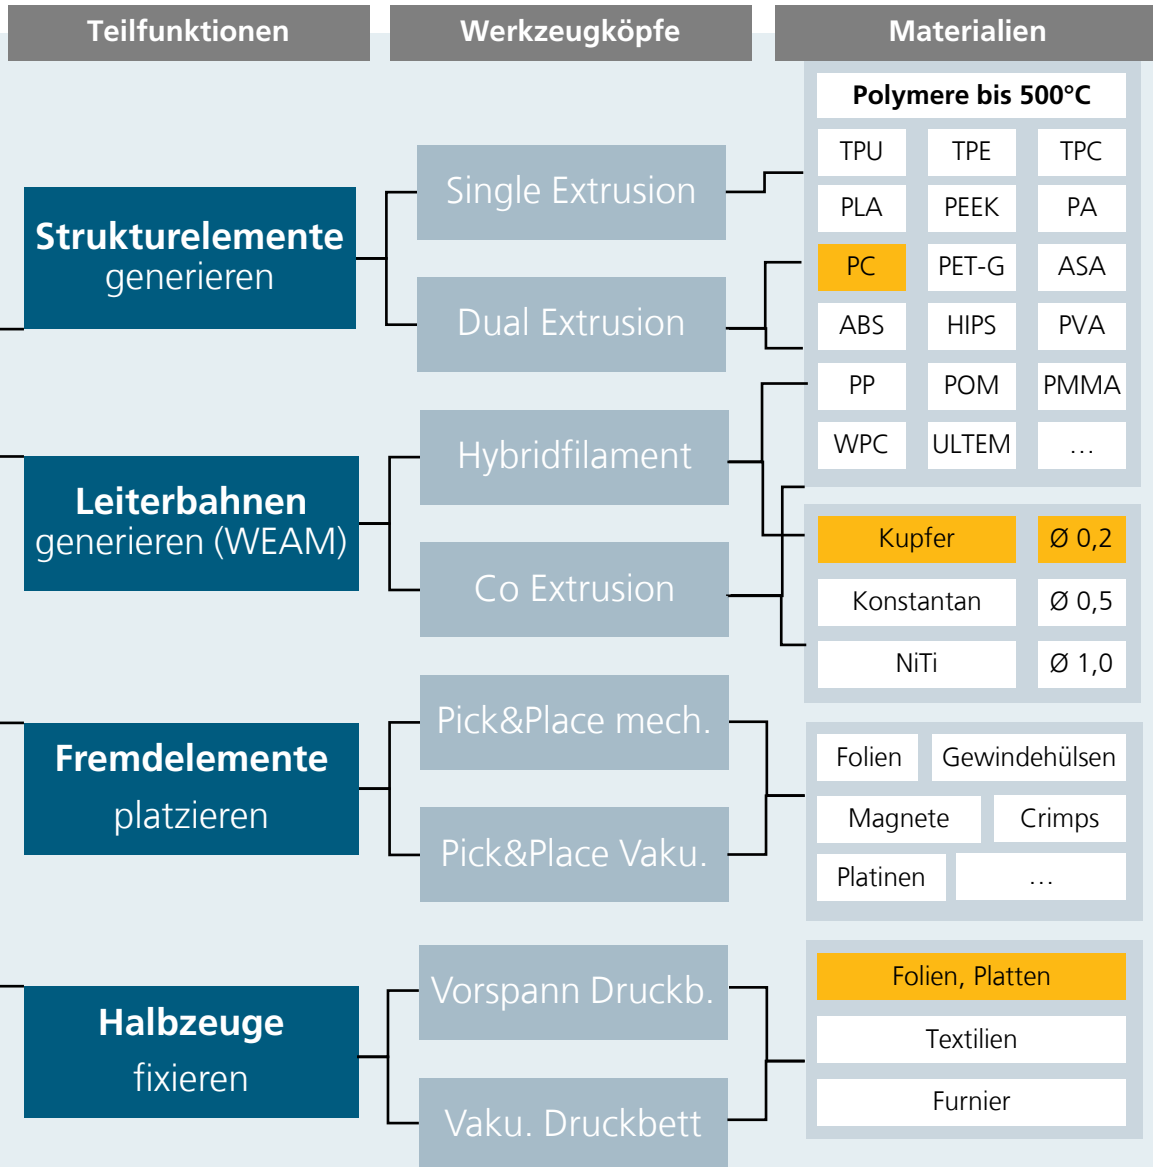 Teilfunktionen
Werkzeugköpfe
Materialien
Strukturelemente
generieren
Leiterbahnen
generieren (WEAM)
Fremdelemente
platzieren
Halbzeuge
fixieren
Single Extrusion
Dual Extrusion
Hybridfilament
Co Extrusion
Pick&Place mech.
Pick&Place Vaku.
Vorspann Druckb.
Vaku. Druckbett
Polymere bis 500°C
TPU TPE TPC
PLA PEEK PA
PC PET-G ASA
ABS HIPS PVA
PP POM PMMA
WPC ULTEM ...
Kupfer Ø 0,2
Konstantan Ø 0,5
NiTi Ø 1,0
Folien Gewindehülsen
Magnete Crimps
Platinen ...
Folien, Platten
Textilien
Furnier